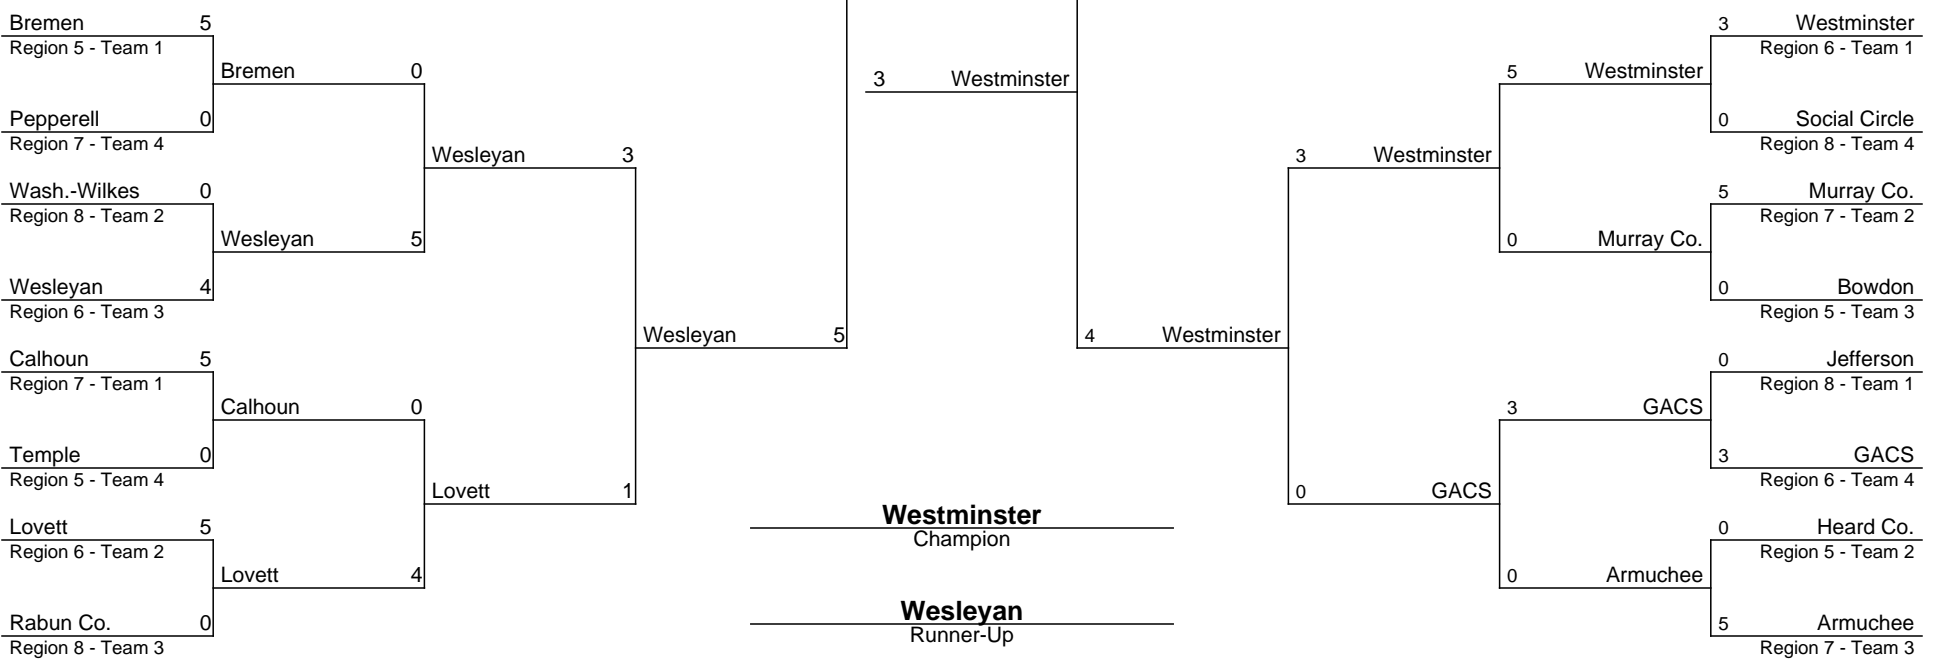 Bremen 5
Region 5 - Team 1
Bremen 0
Pepperell 0
Region 7 - Team 4
Wesleyan 3
Wash.-Wilkes 0
Region 8 - Team 2
Wesleyan 5
Wesleyan 4
Region 6 - Team 3
Wesleyan 5
Calhoun 5
Region 7 - Team 1
Calhoun 0
Temple 0
Region 5 - Team 4
Lovett 1
Lovett 5
Region 6 - Team 2
Lovett 4
Rabun Co. 0
Region 8 - Team 3
3 Westminster
Westminster
Champion
Wesleyan
Runner-Up
3 Westminster
Region 6 - Team 1
5 Westminster
0 Social Circle
Region 8 - Team 4
3 Westminster
5 Murray Co.
Region 7 - Team 2
0 Murray Co.
0 Bowdon
Region 5 - Team 3
4 Westminster
0 Jefferson
Region 8 - Team 1
3 GACS
3 GACS
Region 6 - Team 4
0 GACS
0 Heard Co.
Region 5 - Team 2
0 Armuchee
5 Armuchee
Region 7 - Team 3